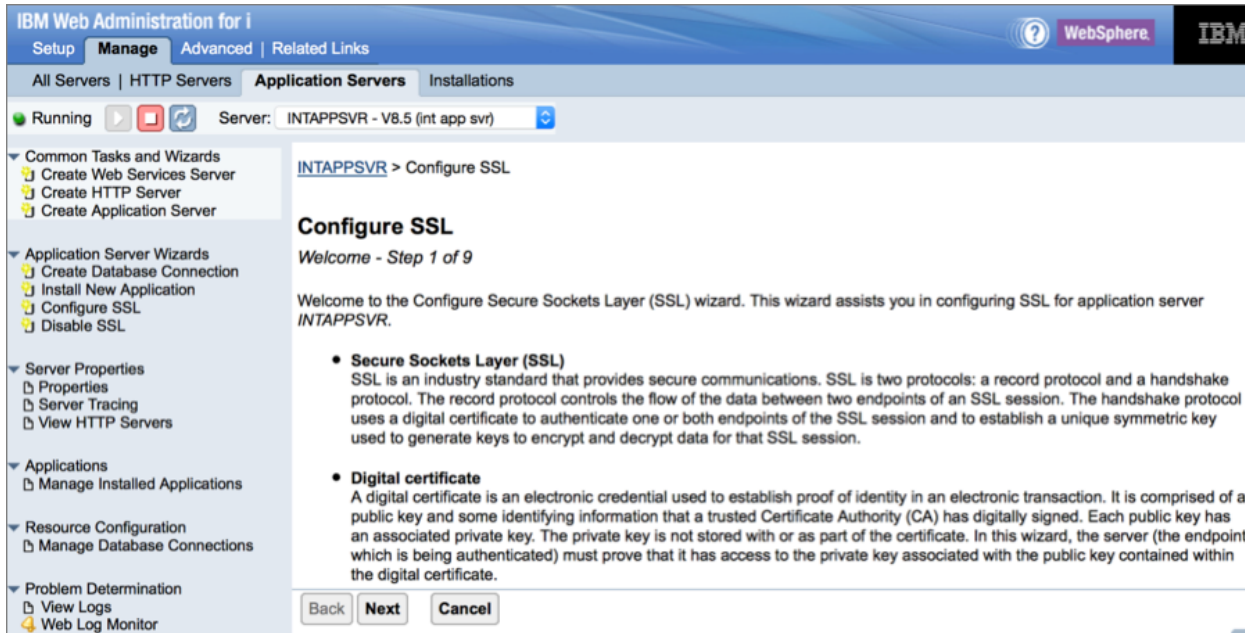 IBM Web Administration for i
Setup Manage Advanced | Related Links
? WebSphere. IBM
All Servers | HTTP Servers Application Servers Installations
Running Server: INTAPPSVR - V8.5 (int app svr)
Common Tasks and Wizards
Create Web Services Server
Create HTTP Server
Create Application Server
Application Server Wizards
Create Database Connection
Install New Application
Configure SSL
Disable SSL
Server Properties
Properties
Server Tracing
View HTTP Servers
Applications
Manage Installed Applications
Resource Configuration
Manage Database Connections
Problem Determination
View Logs
Web Log Monitor
INTAPPSVR > Configure SSL
Configure SSL
Welcome - Step 1 of 9
Welcome to the Configure Secure Sockets Layer (SSL) wizard. This wizard assists you in configuring SSL for application server
INTAPPSVR.
• Secure Sockets Layer (SSL)
SSL is an industry standard that provides secure communications. SSL is two protocols: a record protocol and a handshake
protocol. The record protocol controls the flow of the data between two endpoints of an SSL session. The handshake protocol
uses a digital certificate to authenticate one or both endpoints of the SSL session and to establish a unique symmetric key
used to generate keys to encrypt and decrypt data for that SSL session.
• Digital certificate
A digital certificate is an electronic credential used to establish proof of identity in an electronic transaction. It is comprised of a
public key and some identifying information that a trusted Certificate Authority (CA) has digitally signed. Each public key has
an associated private key. The private key is not stored with or as part of the certificate. In this wizard, the server (the endpoint
which is being authenticated) must prove that it has access to the private key associated with the public key contained within
the digital certificate.
Back Next Cancel